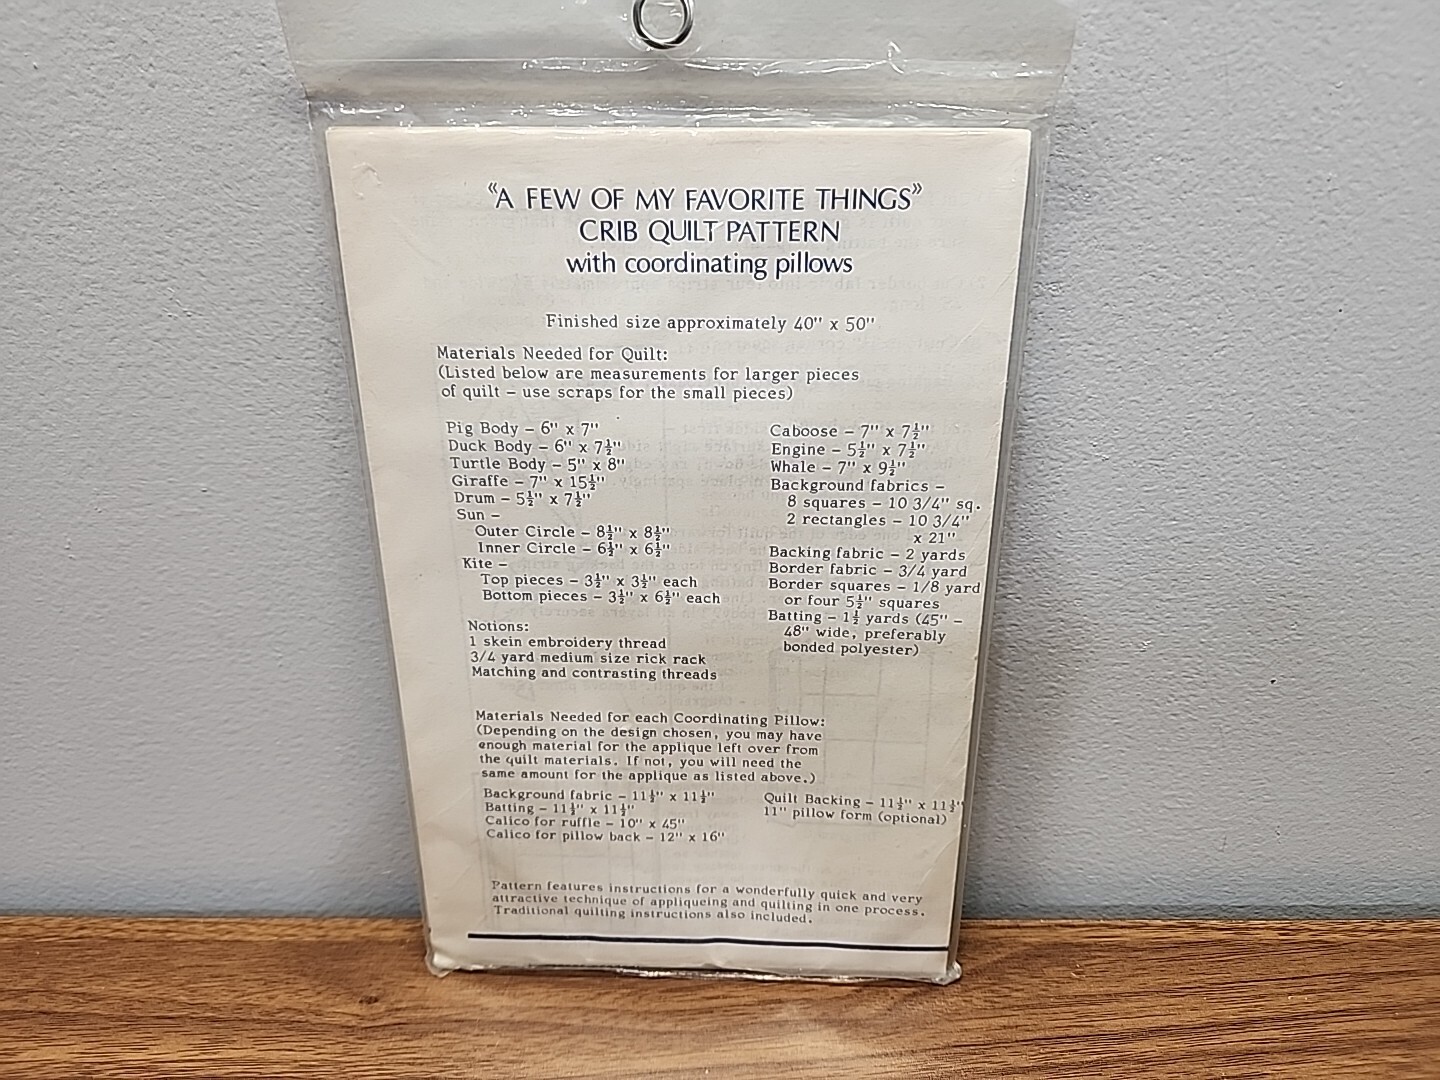 “A FEW OF MY FAVORITE THINGS”
CRIB QUILT PATTERN
with coordinating pillows
Finished size approximately 40" x 50"
Materials Needed for Quilt:
(Listed below are measurements for larger pieces
of quilt – use scraps for the small pieces)
Pig Body – 6" x 7"
Duck Body – 6" x 7½"
Turtle Body – 5" x 8"
Giraffe – 7" x 15½"
Drum – 5½" x 7½"
Sun –
Outer Circle – 8½" x 8½"
Inner Circle – 6½" x 6½"
Kite –
Top pieces – 3½" x 3½" each
Bottom pieces – 3½" x 6½" each
Notions:
1 skein embroidery thread
3/4 yard medium size rick rack
Matching and contrasting threads
Caboose – 7" x 7½"
Engine – 5½" x 7½"
Whale – 7" x 9½"
Background fabrics –
8 squares – 10 3/4" sq.
2 rectangles – 10 3/4"
x 21"
Backing fabric – 2 yards
Border fabric – 3/4 yard
Border squares – 1/8 yard
or four 5½" squares
Batting – 1½ yards (45" –
48" wide, preferably
bonded polyester)
Materials Needed for each Coordinating Pillow:
(Depending on the design chosen, you may have
enough material for the applique left over from
the quilt materials. If not, you will need the
same amount for the applique as listed above.)
Background fabric – 11½" x 11½"
Batting – 11½" x 11½"
Calico for ruffle – 10" x 45"
Calico for pillow back – 12" x 16"
Quilt Backing – 11½" x 11½"
11" pillow form (optional)
Pattern features instructions for a wonderfully quick and very
attractive technique of appliqueing and quilting in one process.
Traditional quilting instructions also included.